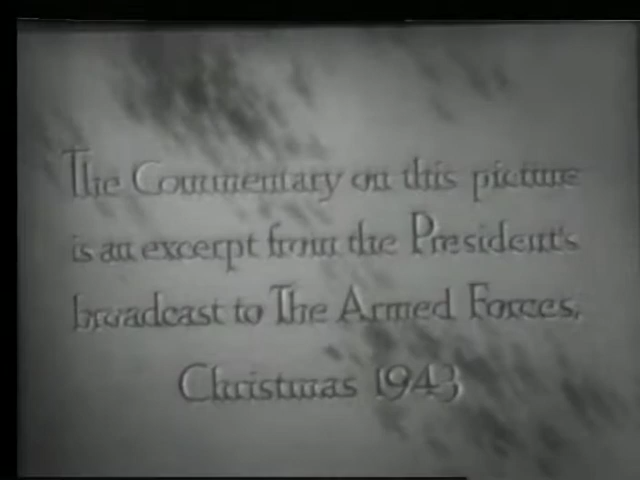 The Commentary on this picture
is an excerpt from the President's
broadcast to The Armed Forces,
Christmas 1943